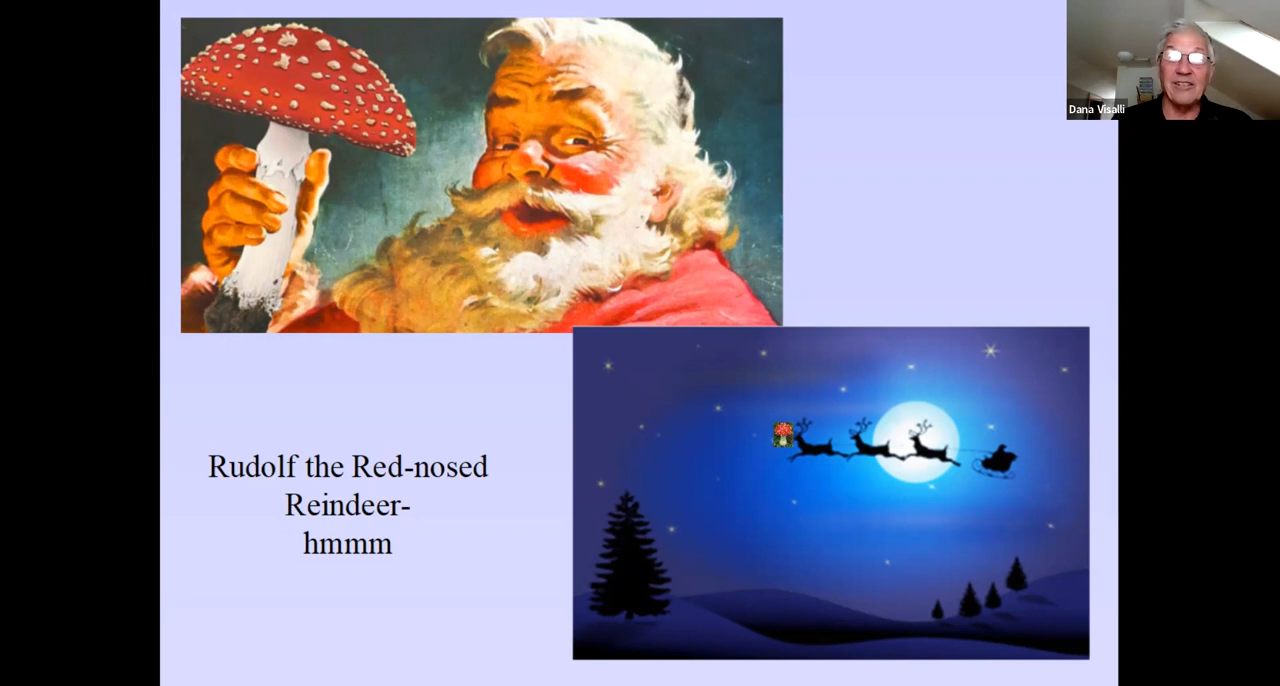 Dana Visalli
Rudolf the Red-nosed
Reindeer-
hmmm